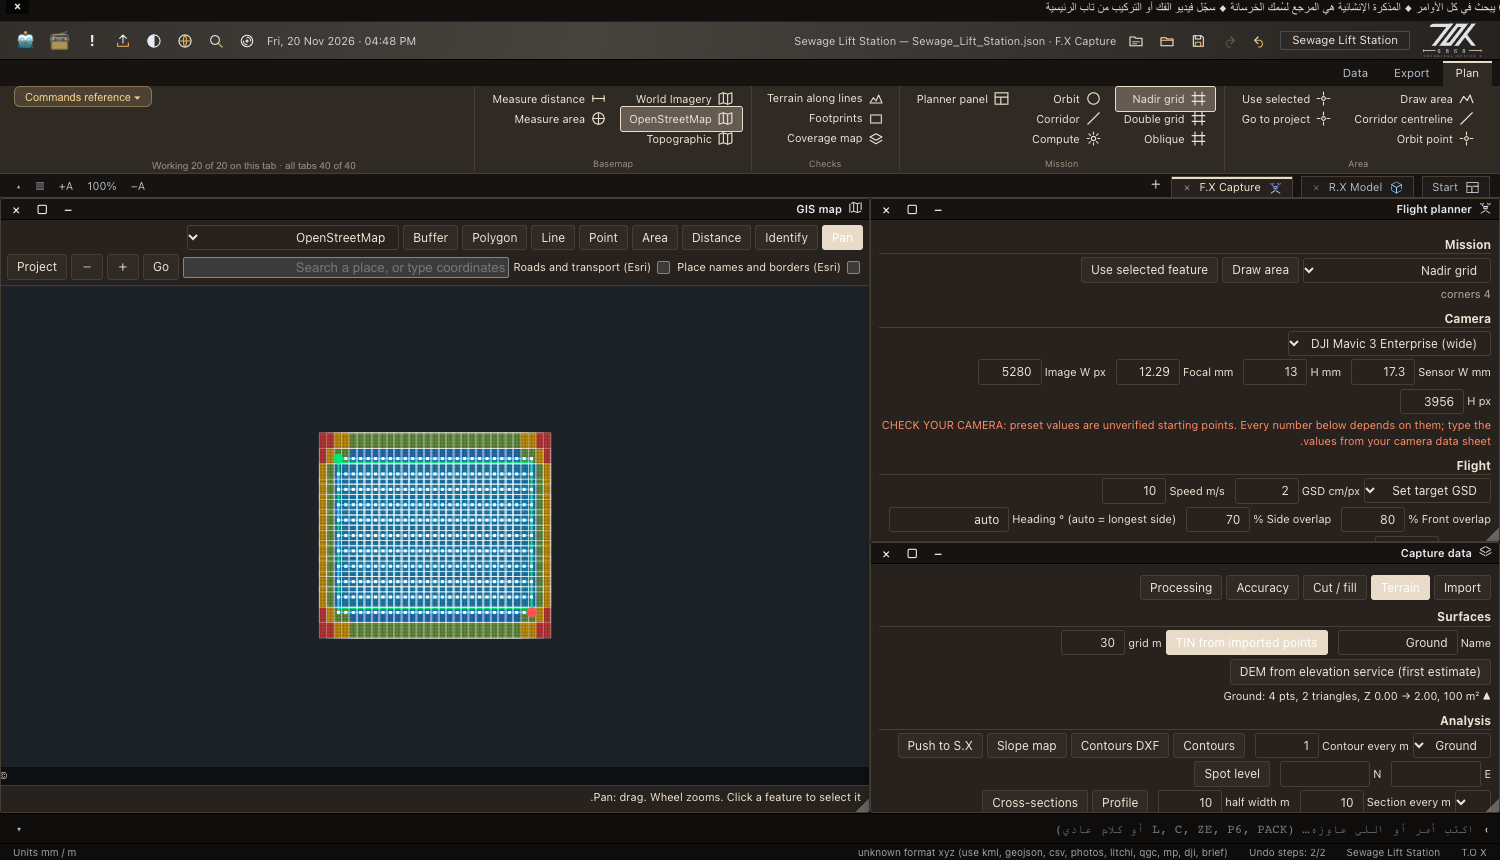 يبحث في كل الأوامر ◆ المذكرة الإنشائية هي المرجع لسُمك الخرسانة ◆ سجّل فيديو الفك أو التركيب من تاب الرئيسية
Fri, 20 Nov 2026 - 04:48 PM
Sewage Lift Station — Sewage_Lift_Station.json · F.X Capture
Sewage Lift Station
TOX
Data Export Plan
Commands reference
Measure distance
Measure area
World Imagery
OpenStreetMap
Topographic
Terrain along lines
Footprints
Coverage map
Planner panel
Orbit
Corridor
Compute
Nadir grid
Double grid
Oblique
Use selected
Go to project
Draw area
Corridor centreline
Orbit point
Working 20 of 20 on this tab · all tabs 40 of 40
Basemap
Checks
Mission
Area
+A 100% −A
+ × F.X Capture × R.X Model Start
GIS map
OpenStreetMap Buffer Polygon Line Point Area Distance Identify Pan
Project − + Go Search a place, or type coordinates Roads and transport (Esri) Place names and borders (Esri)
©
.Pan: drag. Wheel zooms. Click a feature to select it
Flight planner
Mission
Use selected feature Draw area Nadir grid
corners 4
Camera
DJI Mavic 3 Enterprise (wide)
5280 Image W px 12.29 Focal mm 13 H mm 17.3 Sensor W mm
3956 H px
CHECK YOUR CAMERA: preset values are unverified starting points. Every number below depends on them; type the
.values from your camera data sheet
Flight
10 Speed m/s 2 GSD cm/px Set target GSD
auto Heading ° (auto = longest side) 70 % Side overlap 80 % Front overlap
Capture data
Processing Accuracy Cut / fill Terrain Import
Surfaces
30 grid m TIN from imported points Ground Name
DEM from elevation service (first estimate)
Ground: 4 pts, 2 triangles, Z 0.00 → 2.00, 100 m² ▲
Analysis
Push to S.X Slope map Contours DXF Contours 1 Contour every m Ground
Spot level N E
Cross-sections Profile 10 half width m 10 Section every m
اكتب أمر أو اللي عاوزه… (L, C, ZE, P6, PACK أو كلام عادي)
Units mm / m
unknown format xyz (use kml, geojson, csv, photos, litchi, qgc, mp, dji, brief) Undo steps: 2/2 Sewage Lift Station T.O X